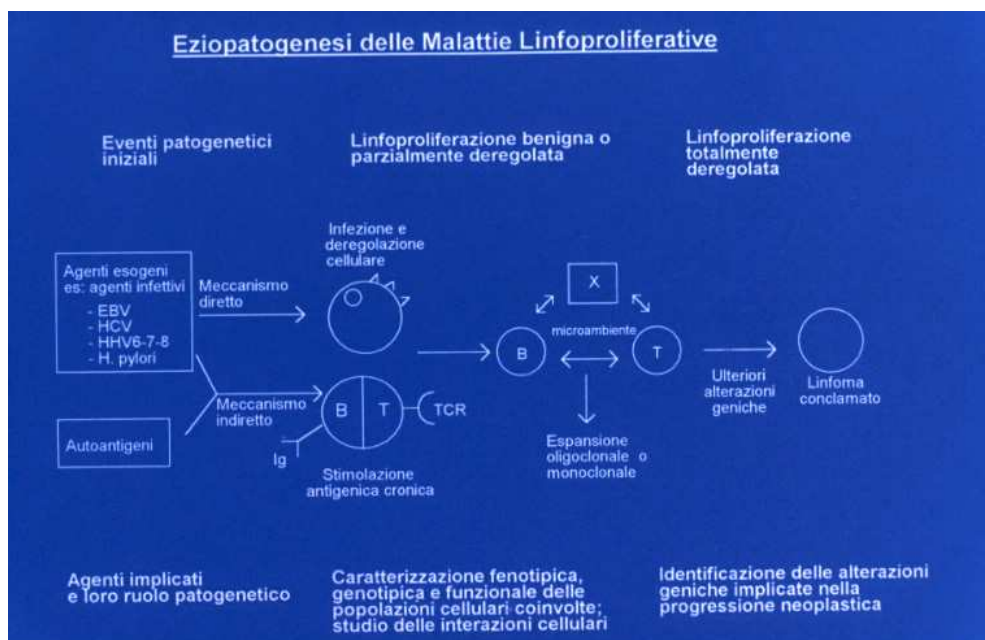 Eziopatogenesi delle Malattie Linfoproliferative
Eventi patogenetici
iniziali
Linfoproliferazione benigna o
parzialmente deregolata
Linfoproliferazione
totalmente
deregolata
Agenti esogeni
es: agenti infettivi
- EBV
- HCV
- HHV6-7-8
- H. pylori
Meccanismo
diretto
Infezione e
deregolazione
cellulare
Autoantigeni
Meccanismo
indiretto
B
T
TCR
Ig
Stimolazione
antigenica cronica
X
microambiente
B
T
Espansione
oligoclonale o
monoclonale
Ulteriori
alterazioni
geniche
Linfoma
conclamato
Agenti implicati
e loro ruolo patogenetico
Caratterizzazione fenotipica,
genotipica e funzionale delle
popolazioni cellulari coinvolte;
studio delle interazioni cellulari
Identificazione delle alterazioni
geniche implicate nella
progressione neoplastica